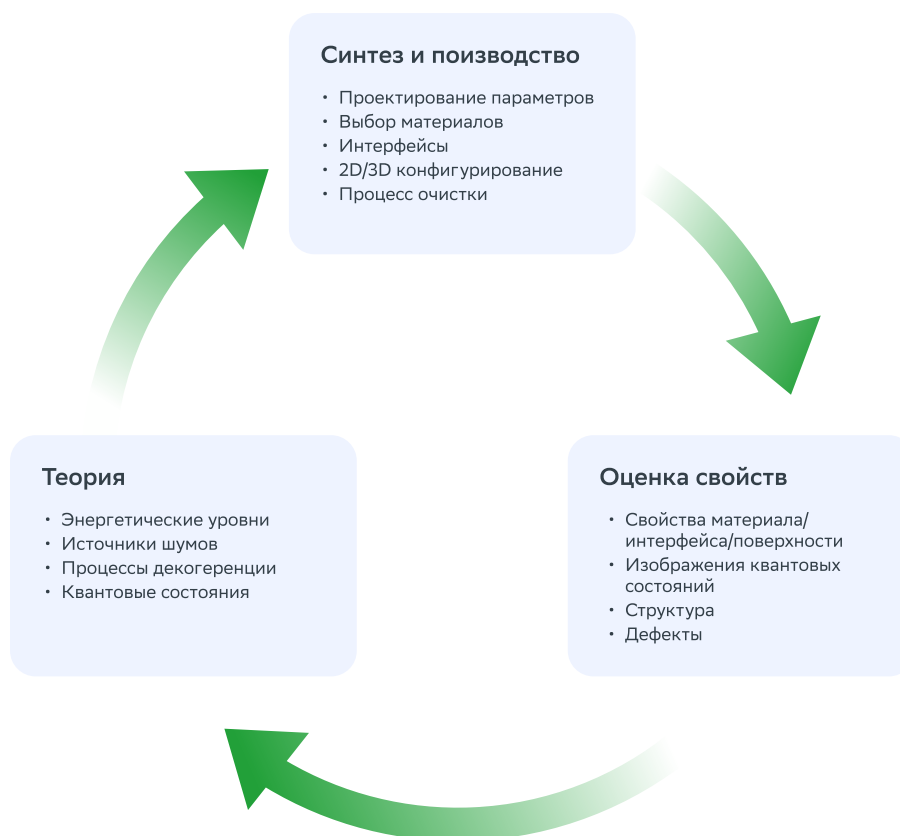 Синтез и поизводство
• Проектирование параметров
• Выбор материалов
• Интерфейсы
• 2D/3D конфигурирование
• Процесс очистки
Теория
• Энергетические уровни
• Источники шумов
• Процессы декогеренции
• Квантовые состояния
Оценка свойств
• Свойства материала/
интерфейса/поверхности
• Изображения квантовых
состояний
• Структура
• Дефекты